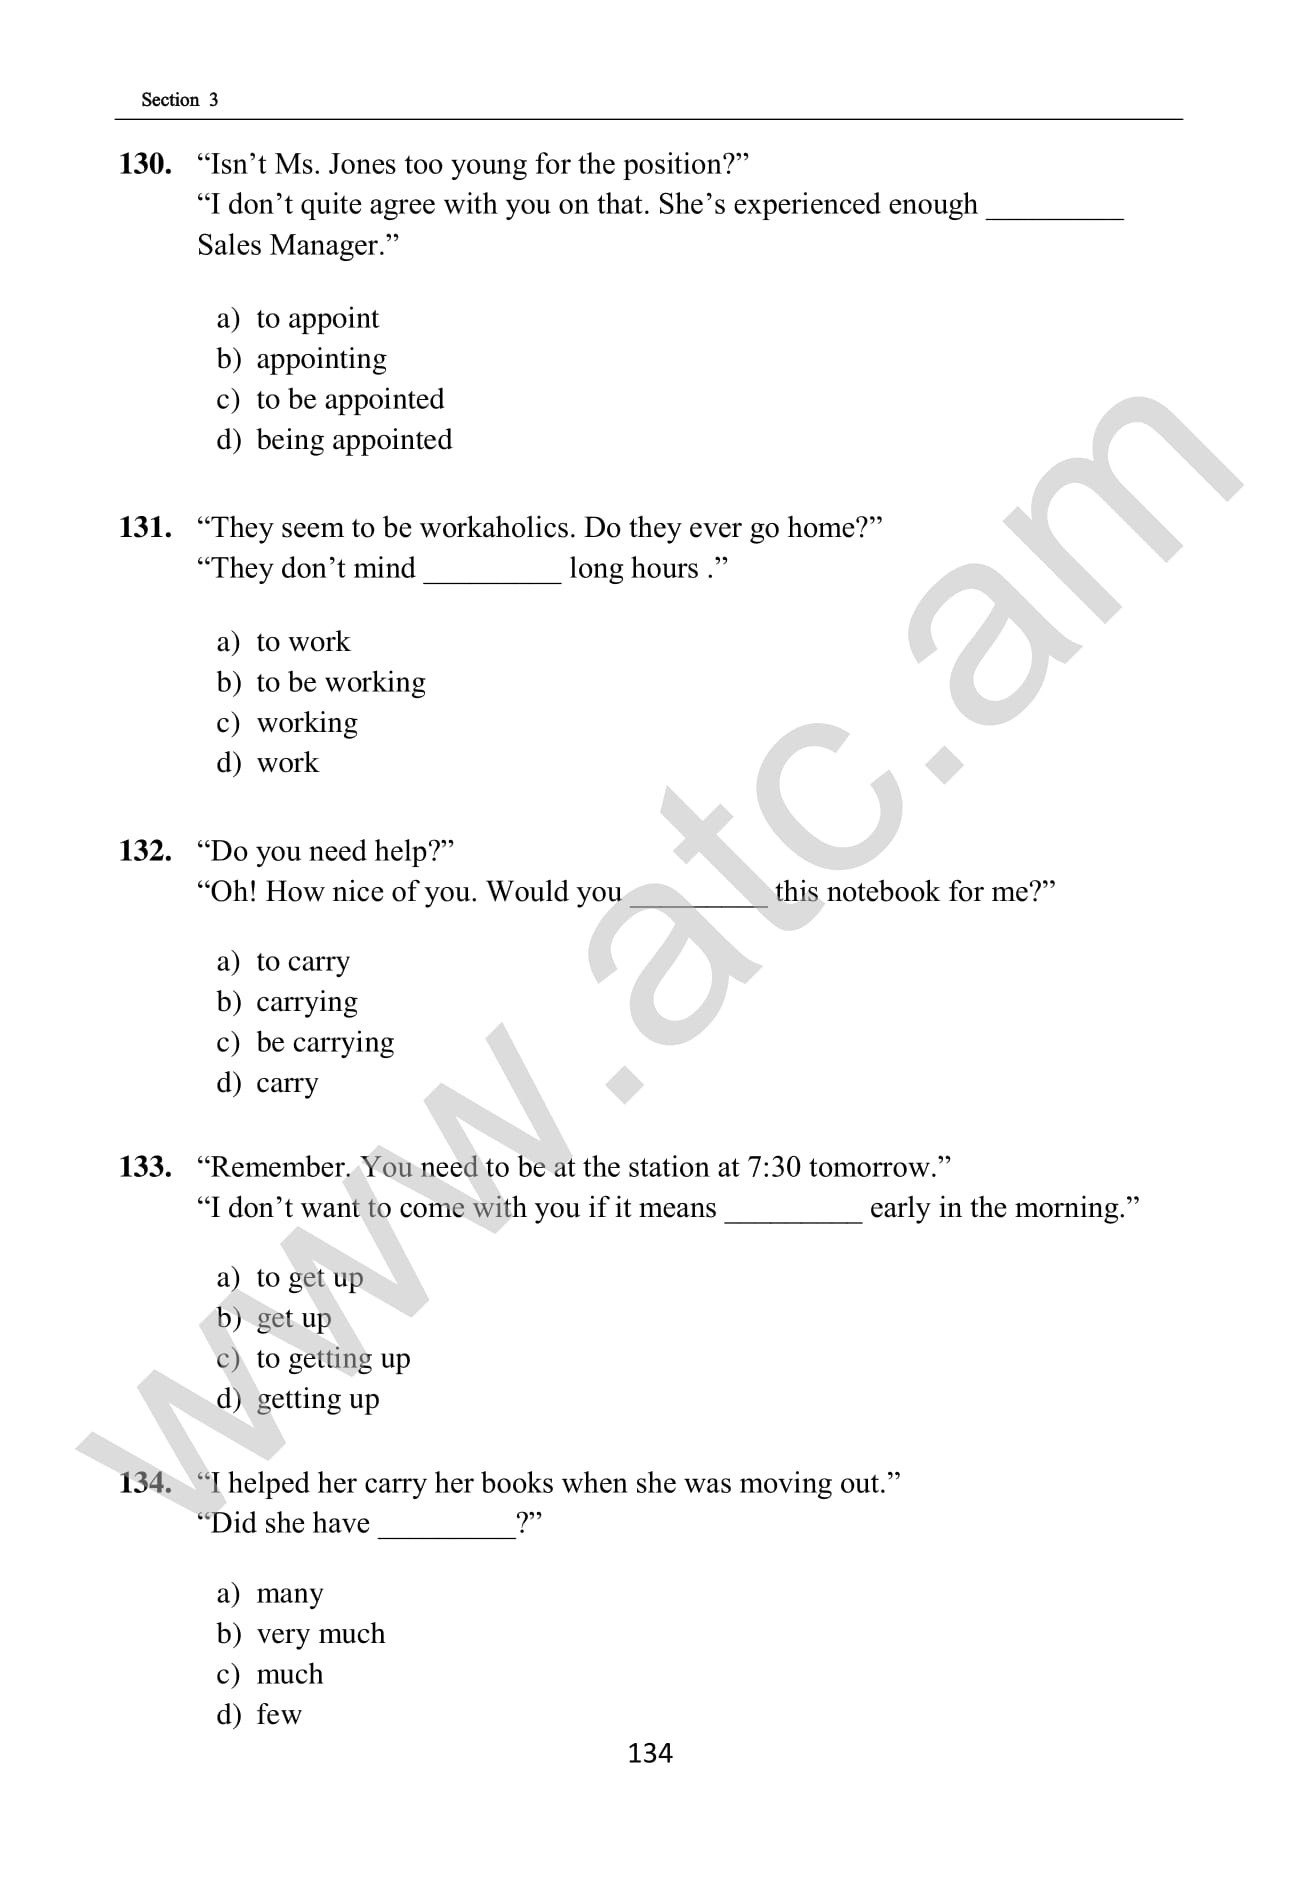 Section 3
130. “Isn’t Ms. Jones too young for the position?”
“I don’t quite agree with you on that. She’s experienced enough _________
Sales Manager.”
a) to appoint
b) appointing
c) to be appointed
d) being appointed
131. “They seem to be workaholics. Do they ever go home?”
“They don’t mind _________ long hours .”
a) to work
b) to be working
c) working
d) work
132. “Do you need help?”
“Oh! How nice of you. Would you _________ this notebook for me?”
a) to carry
b) carrying
c) be carrying
d) carry
133. “Remember. You need to be at the station at 7:30 tomorrow.”
“I don’t want to come with you if it means _________ early in the morning.”
a) to get up
b) get up
c) to getting up
d) getting up
134. “I helped her carry her books when she was moving out.”
“Did she have _________?”
a) many
b) very much
c) much
d) few
134
www.atc.am